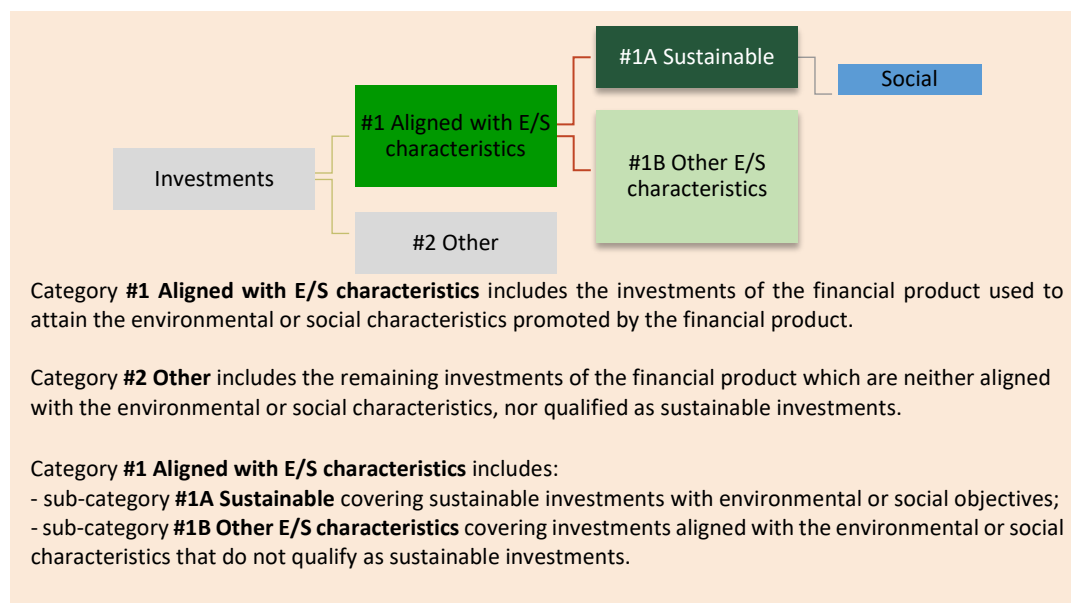 #1A Sustainable
Social
#1 Aligned with E/S
characteristics
#1B Other E/S
characteristics
Investments
#2 Other
Category #1 Aligned with E/S characteristics includes the investments of the financial product used to
attain the environmental or social characteristics promoted by the financial product.
Category #2 Other includes the remaining investments of the financial product which are neither aligned
with the environmental or social characteristics, nor qualified as sustainable investments.
Category #1 Aligned with E/S characteristics includes:
- sub-category #1A Sustainable covering sustainable investments with environmental or social objectives;
- sub-category #1B Other E/S characteristics covering investments aligned with the environmental or social
characteristics that do not qualify as sustainable investments.